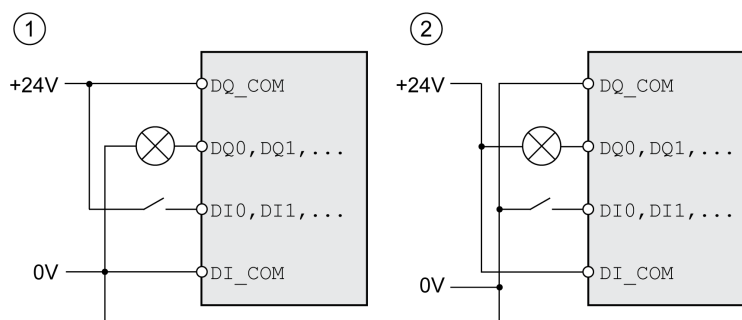 1
+24V
DQ_COM
DQ0,DQ1,...
DI0,DI1,...
0V
DI_COM
2
+24V
DQ_COM
DQ0,DQ1,...
DI0,DI1,...
DI_COM
0V